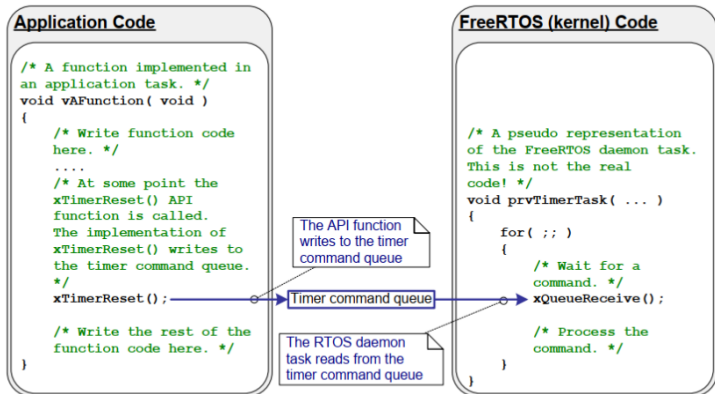 Application Code
/* A function implemented in
an application task. */
void vAFunction( void )
{
/* Write function code
here. */
....
/* At some point the
xTimerReset() API
function is called.
The implementation of
xTimerReset() writes to
the timer command queue.
*/
xTimerReset();
/* Write the rest of the
function code here. */
}
The API function
writes to the timer
command queue
Timer command queue
The RTOS daemon
task reads from the
timer command queue
FreeRTOS (kernel) Code
/* A pseudo representation
of the FreeRTOS daemon task.
This is not the real
code! */
void prvTimerTask( ... )
{
for( ;; )
{
/* Wait for a
command. */
xQueueReceive();
/* Process the
command. */
}
}